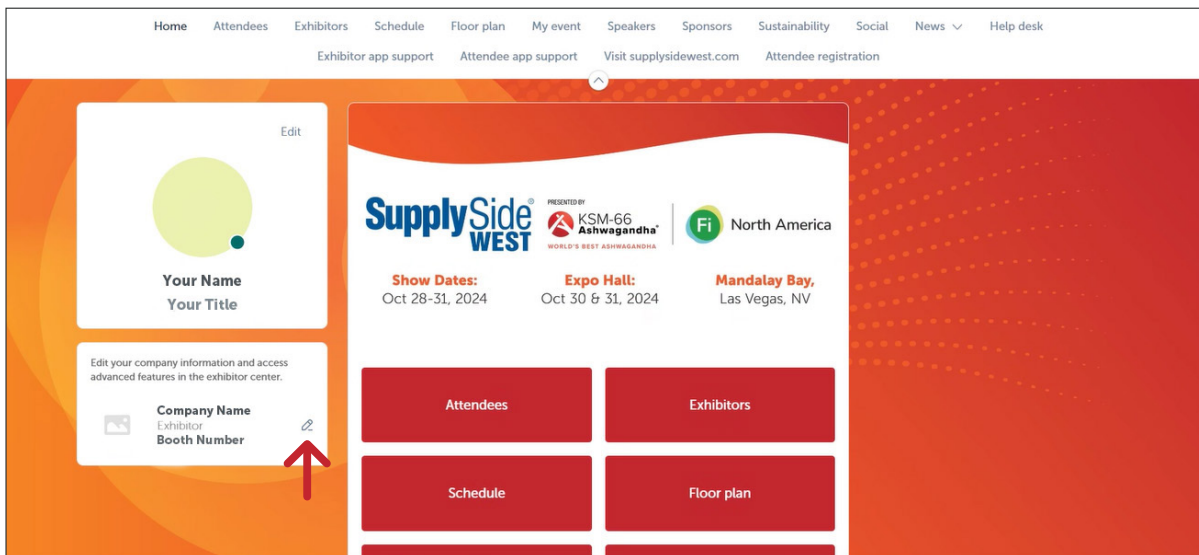 Home Attendees Exhibitors Schedule Floor plan My event Speakers Sponsors Sustainability Social News Help desk
Exhibitor app support Attendee app support Visit supplysidewest.com Attendee registration
Edit
Your Name
Your Title
Edit your company information and access
advanced features in the exhibitor center.
Company Name
Exhibitor
Booth Number
SupplySide®
WEST
PRESENTED BY
KSM-66
Ashwagandha®
WORLD'S BEST ASHWAGANDHA
Fi North America
Show Dates:
Oct 28-31, 2024
Expo Hall:
Oct 30 & 31, 2024
Mandalay Bay,
Las Vegas, NV
Attendees
Exhibitors
Schedule
Floor plan